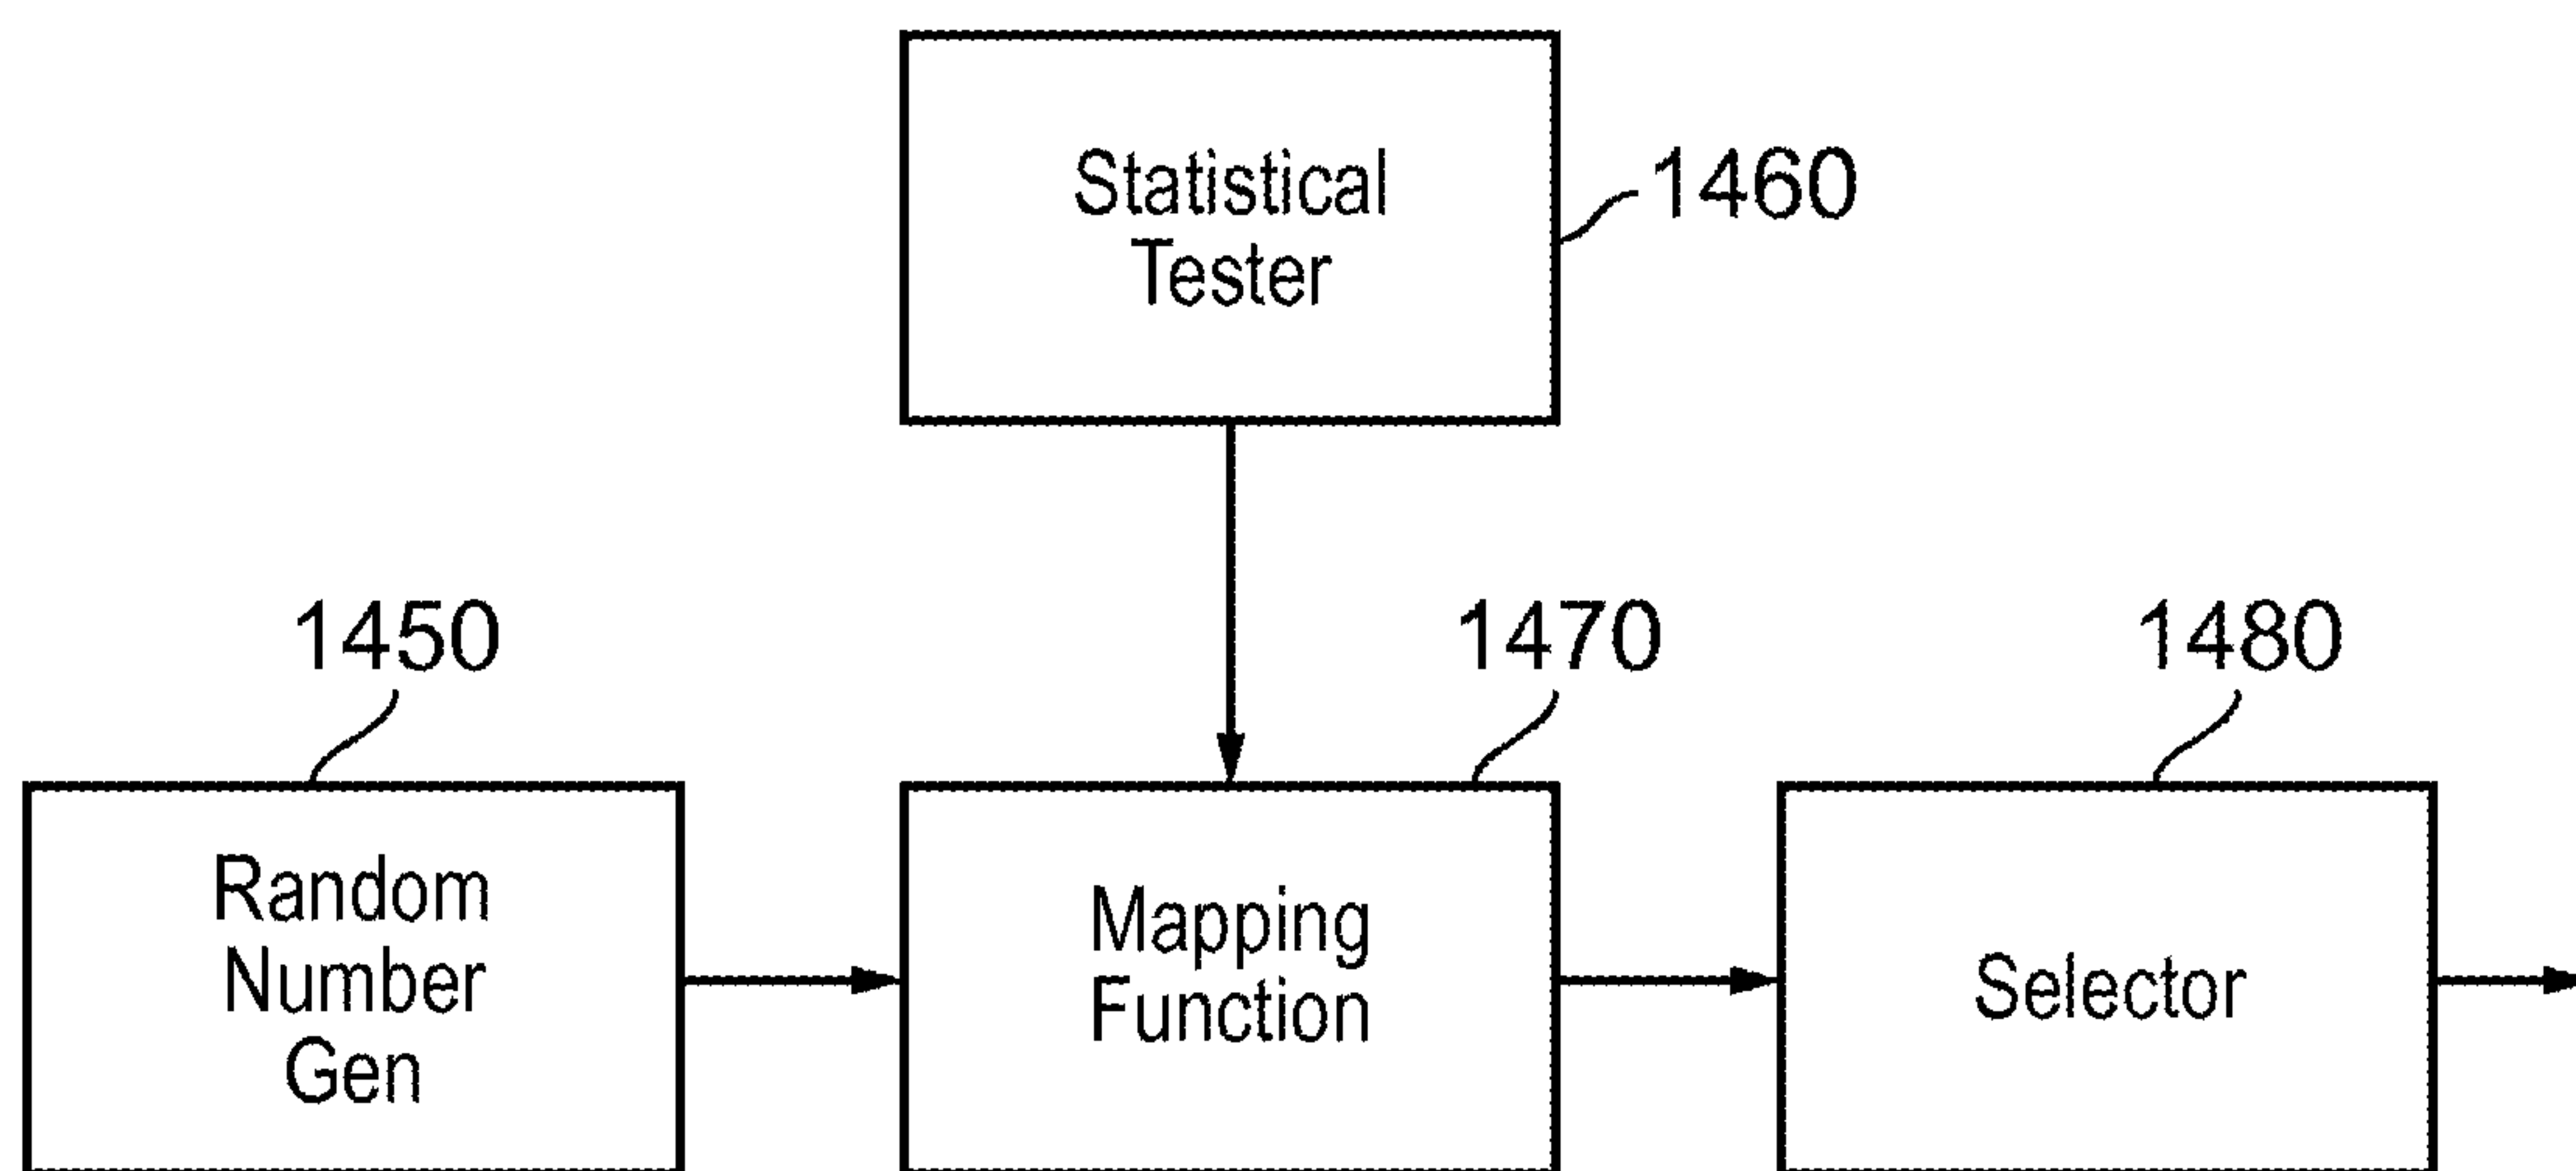 Statistical
Tester
1460
1450
1470
1480
Random
Number
Gen
Mapping
Function
Selector